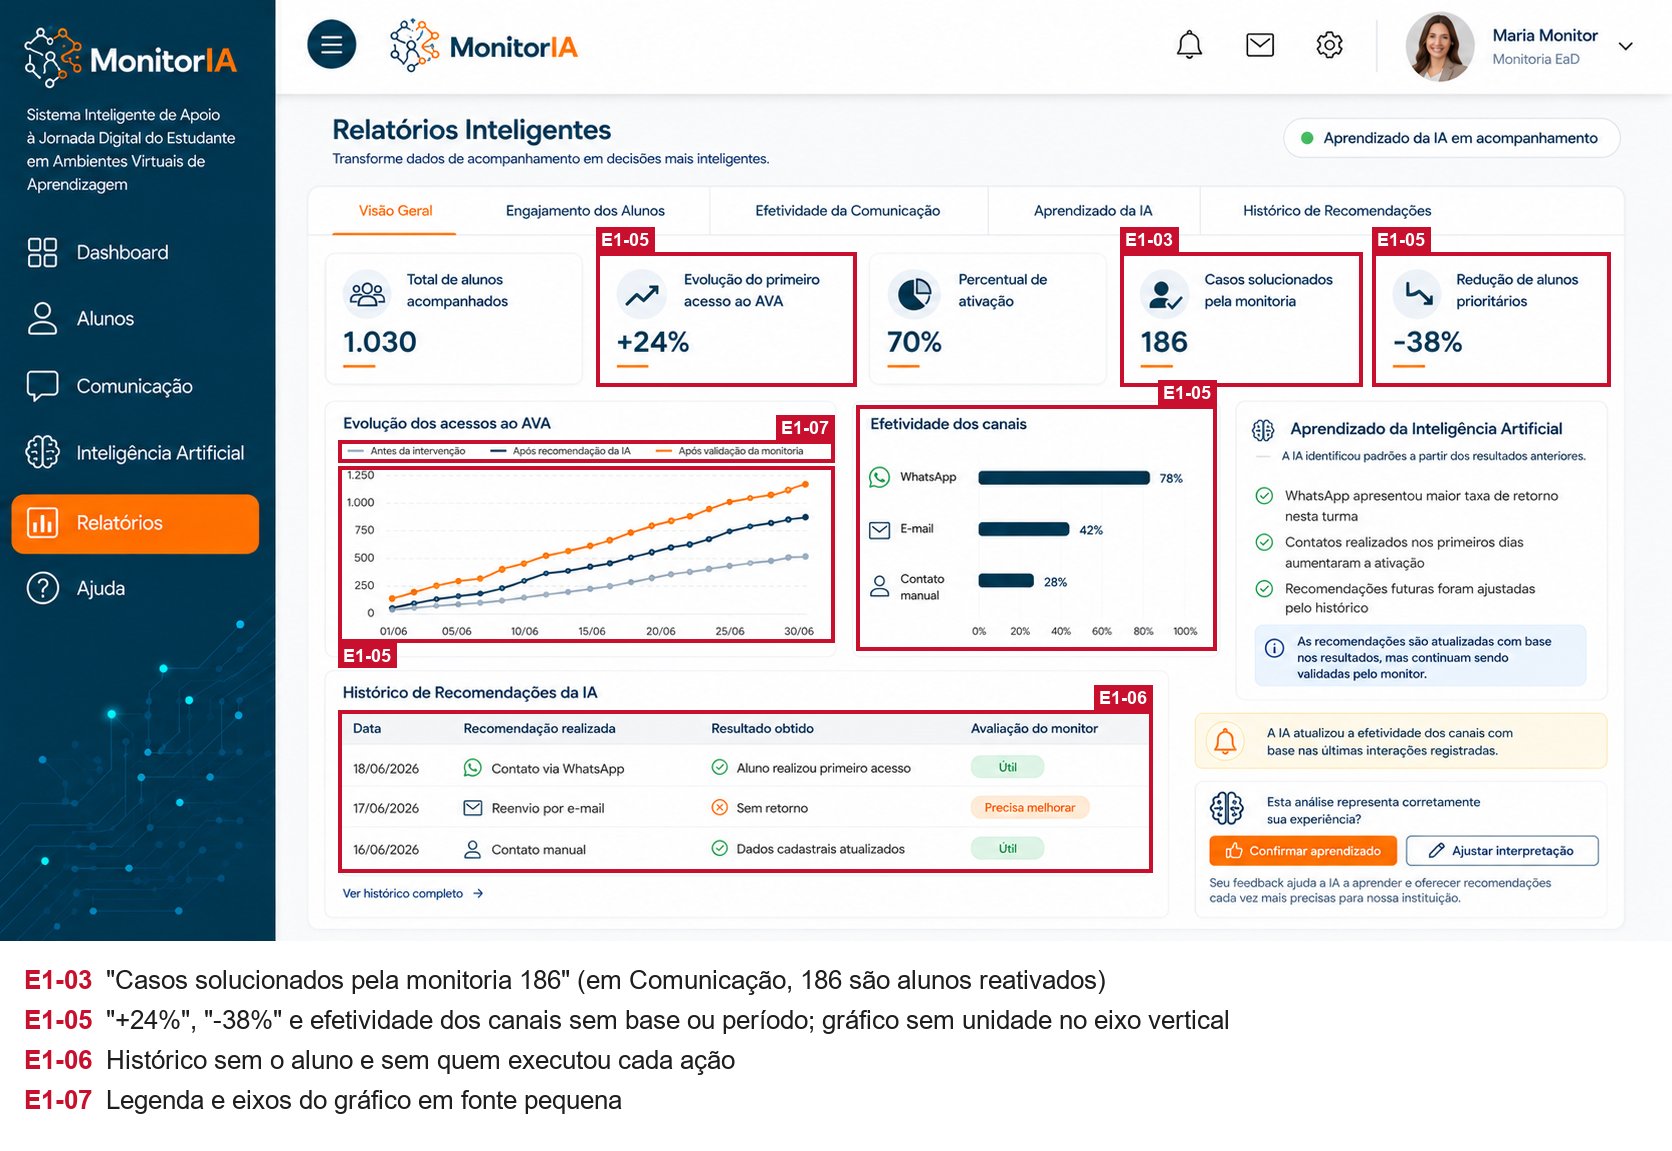 MonitorIA
Sistema Inteligente de Apoio
à Jornada Digital do Estudante
em Ambientes Virtuais de
Aprendizagem
Dashboard
Alunos
Comunicação
Inteligência Artificial
Relatórios
Ajuda
MonitorIA
Maria Monitor
Monitoria EaD
Relatórios Inteligentes
Transforme dados de acompanhamento em decisões mais inteligentes.
Aprendizado da IA em acompanhamento
Visão Geral
Engajamento dos Alunos
Efetividade da Comunicação
Aprendizado da IA
Histórico de Recomendações
Total de alunos
acompanhados
1.030
E1-05
Evolução do primeiro
acesso ao AVA
+24%
Percentual de
ativação
70%
E1-03
Casos solucionados
pela monitoria
186
E1-05
Redução de alunos
prioritários
-38%
Evolução dos acessos ao AVA
E1-07
Antes da intervenção
Após recomendação da IA
Após validação da monitoria
1.250
1.000
750
500
250
0
01/06 05/06 10/06 15/06 20/06 25/06 30/06
E1-05
E1-05
Efetividade dos canais
WhatsApp
78%
E-mail
42%
Contato
manual
28%
0% 20% 40% 60% 80% 100%
Aprendizado da Inteligência Artificial
A IA identificou padrões a partir dos resultados anteriores.
WhatsApp apresentou maior taxa de retorno
nesta turma
Contatos realizados nos primeiros dias
aumentaram a ativação
Recomendações futuras foram ajustadas
pelo histórico
As recomendações são atualizadas com base
nos resultados, mas continuam sendo
validadas pelo monitor.
Histórico de Recomendações da IA
E1-06
Data Recomendação realizada Resultado obtido Avaliação do monitor
18/06/2026 Contato via WhatsApp Aluno realizou primeiro acesso Útil
17/06/2026 Reenvio por e-mail Sem retorno Precisa melhorar
16/06/2026 Contato manual Dados cadastrais atualizados Útil
Ver histórico completo →
A IA atualizou a efetividade dos canais com
base nas últimas interações registradas.
Esta análise representa corretamente
sua experiência?
Confirmar aprendizado
Ajustar interpretação
Seu feedback ajuda a IA a aprender e oferecer recomendações
cada vez mais precisas para nossa instituição.
E1-03 "Casos solucionados pela monitoria 186" (em Comunicação, 186 são alunos reativados)
E1-05 "+24%", "-38%" e efetividade dos canais sem base ou período; gráfico sem unidade no eixo vertical
E1-06 Histórico sem o aluno e sem quem executou cada ação
E1-07 Legenda e eixos do gráfico em fonte pequena